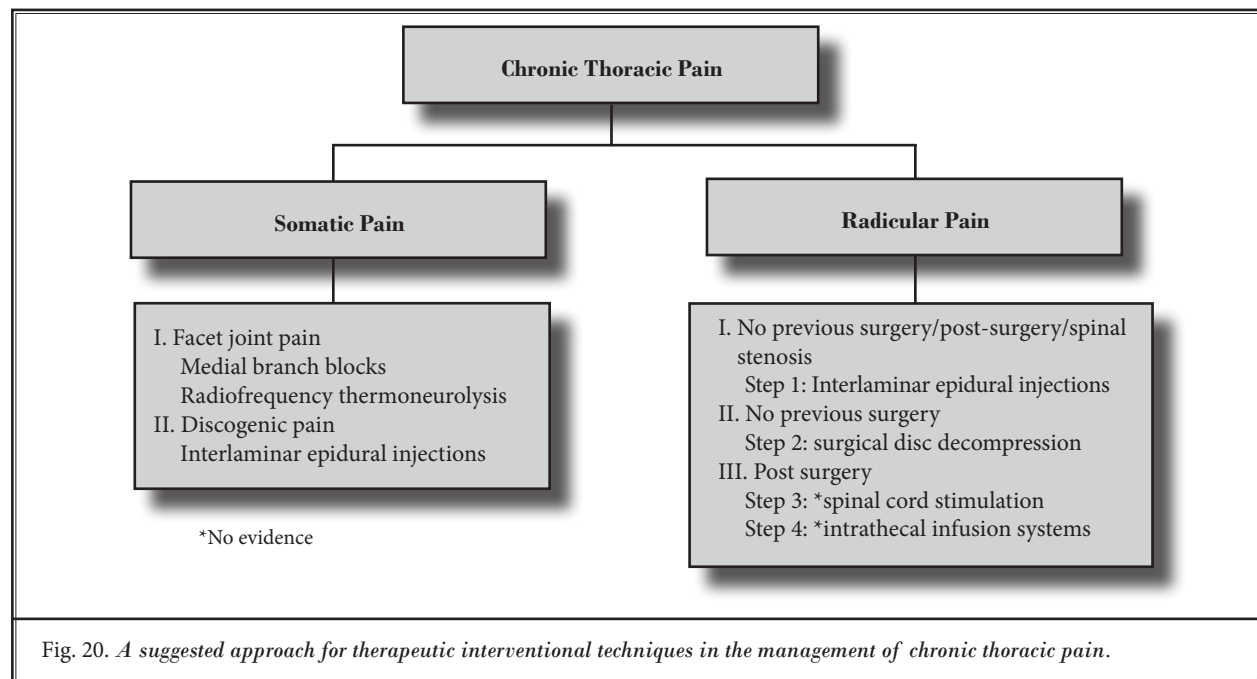 Chronic Thoracic Pain
Somatic Pain
I. Facet joint pain
Medial branch blocks
Radiofrequency thermoneurolysis
II. Discogenic pain
Interlaminar epidural injections
*No evidence
Radicular Pain
I. No previous surgery/post-surgery/spinal
stenosis
Step 1: Interlaminar epidural injections
II. No previous surgery
Step 2: surgical disc decompression
III. Post surgery
Step 3: *spinal cord stimulation
Step 4: *intrathecal infusion systems
Fig. 20. A suggested approach for therapeutic interventional techniques in the management of chronic thoracic pain.